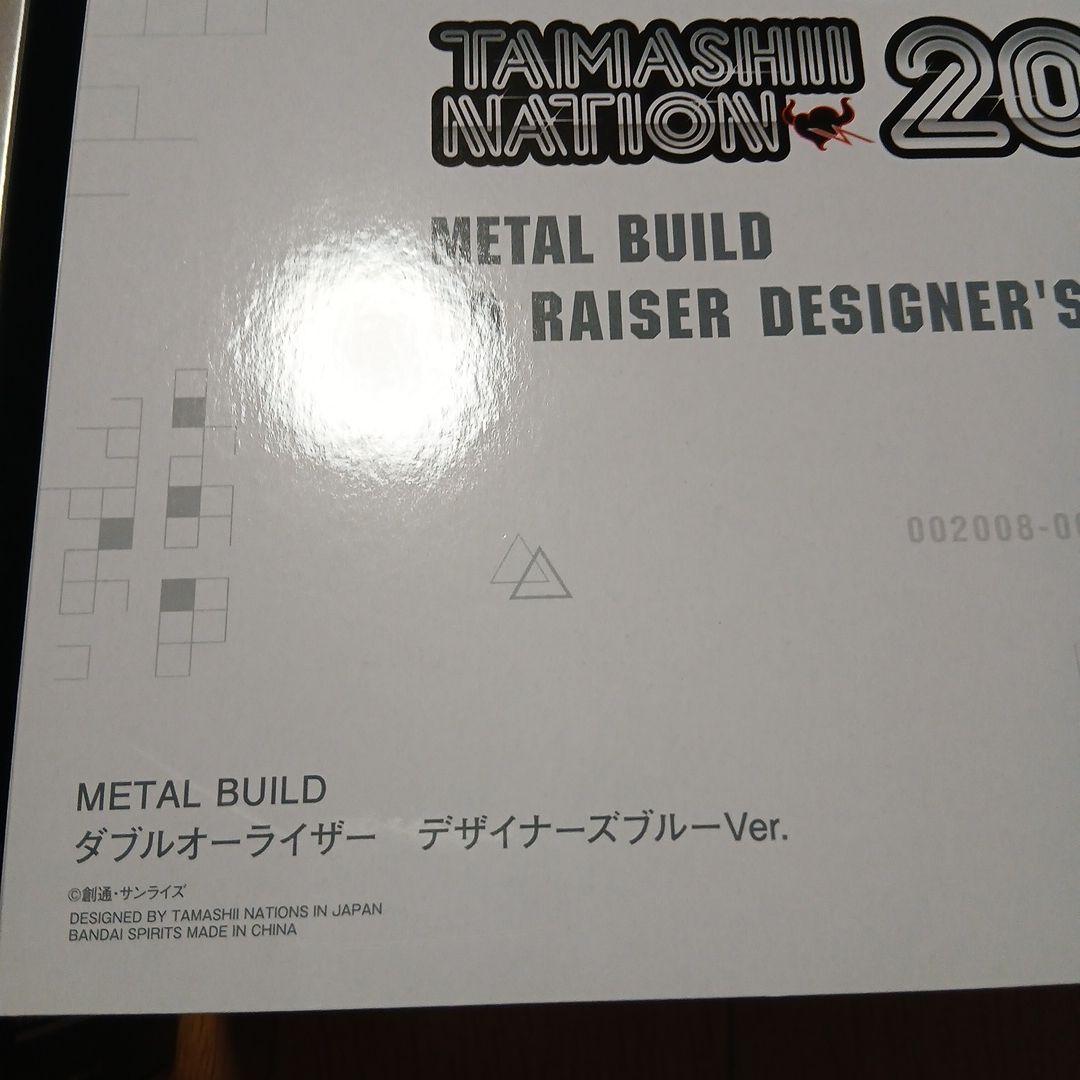 TAMASHII
NATION 20
METAL BUILD
RAISER DESIGNER'S
002008-00
METAL BUILD
ダブルオーライザー　デザイナーズブルーVer.
©創通・サンライズ
DESIGNED BY TAMASHII NATIONS IN JAPAN
BANDAI SPIRITS MADE IN CHINA